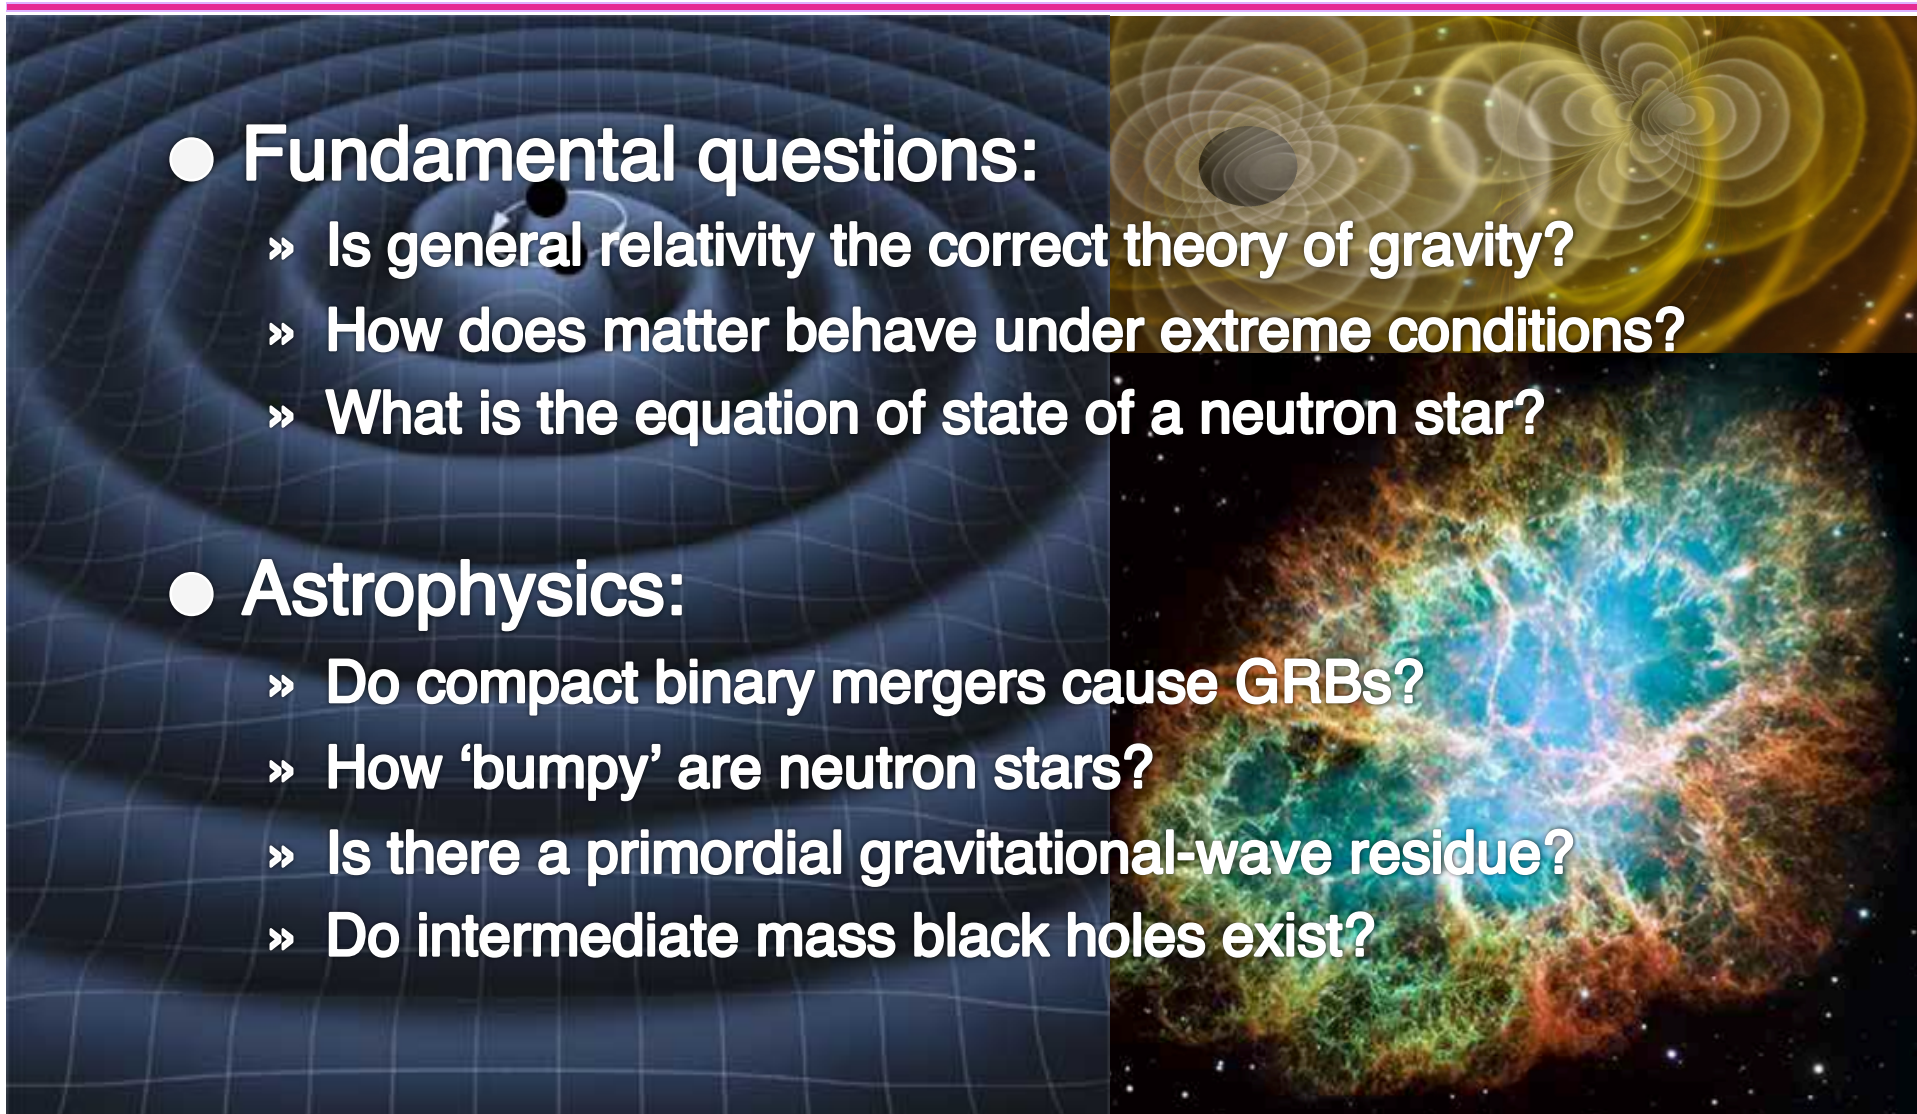 ● Fundamental questions:
» Is general relativity the correct theory of gravity?
» How does matter behave under extreme conditions?
» What is the equation of state of a neutron star?
● Astrophysics:
» Do compact binary mergers cause GRBs?
» How ‘bumpy’ are neutron stars?
» Is there a primordial gravitational-wave residue?
» Do intermediate mass black holes exist?